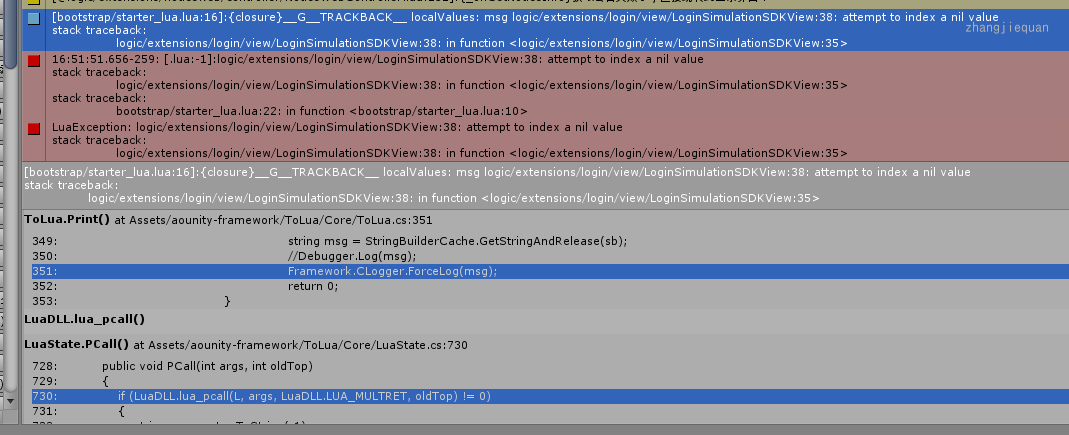 [bootstrap/starter_lua.lua:16]:{closure}__G__TRACKBACK__ localValues: msg logic/extensions/login/view/LoginSimulationSDKView:38: attempt to index a nil value
stack traceback:
zhangjiequan
logic/extensions/login/view/LoginSimulationSDKView:38: in function <logic/extensions/login/view/LoginSimulationSDKView:35>
16:51:51.656-259: [.lua:-1]:logic/extensions/login/view/LoginSimulationSDKView:38: attempt to index a nil value
stack traceback:
logic/extensions/login/view/LoginSimulationSDKView:38: in function <logic/extensions/login/view/LoginSimulationSDKView:35>
stack traceback:
bootstrap/starter_lua.lua:22: in function <bootstrap/starter_lua.lua:10>
LuaException: logic/extensions/login/view/LoginSimulationSDKView:38: attempt to index a nil value
stack traceback:
logic/extensions/login/view/LoginSimulationSDKView:38: in function <logic/extensions/login/view/LoginSimulationSDKView:35>
[bootstrap/starter_lua.lua:16]:{closure}__G__TRACKBACK__ localValues: msg logic/extensions/login/view/LoginSimulationSDKView:38: attempt to index a nil value
stack traceback:
logic/extensions/login/view/LoginSimulationSDKView:38: in function <logic/extensions/login/view/LoginSimulationSDKView:35>
ToLua.Print() at Assets/aounity-framework/ToLua/Core/ToLua.cs:351
349: string msg = StringBuilderCache.GetStringAndRelease(sb);
350: //Debugger.Log(msg);
351: Framework.CLogger.ForceLog(msg);
352: return 0;
353: }
LuaDLL.lua_pcall()
LuaState.PCall() at Assets/aounity-framework/ToLua/Core/LuaState.cs:730
728: public void PCall(int args, int oldTop)
729: {
730: if (LuaDLL.lua_pcall(L, args, LuaDLL.LUA_MULTRET, oldTop) != 0)
731: {